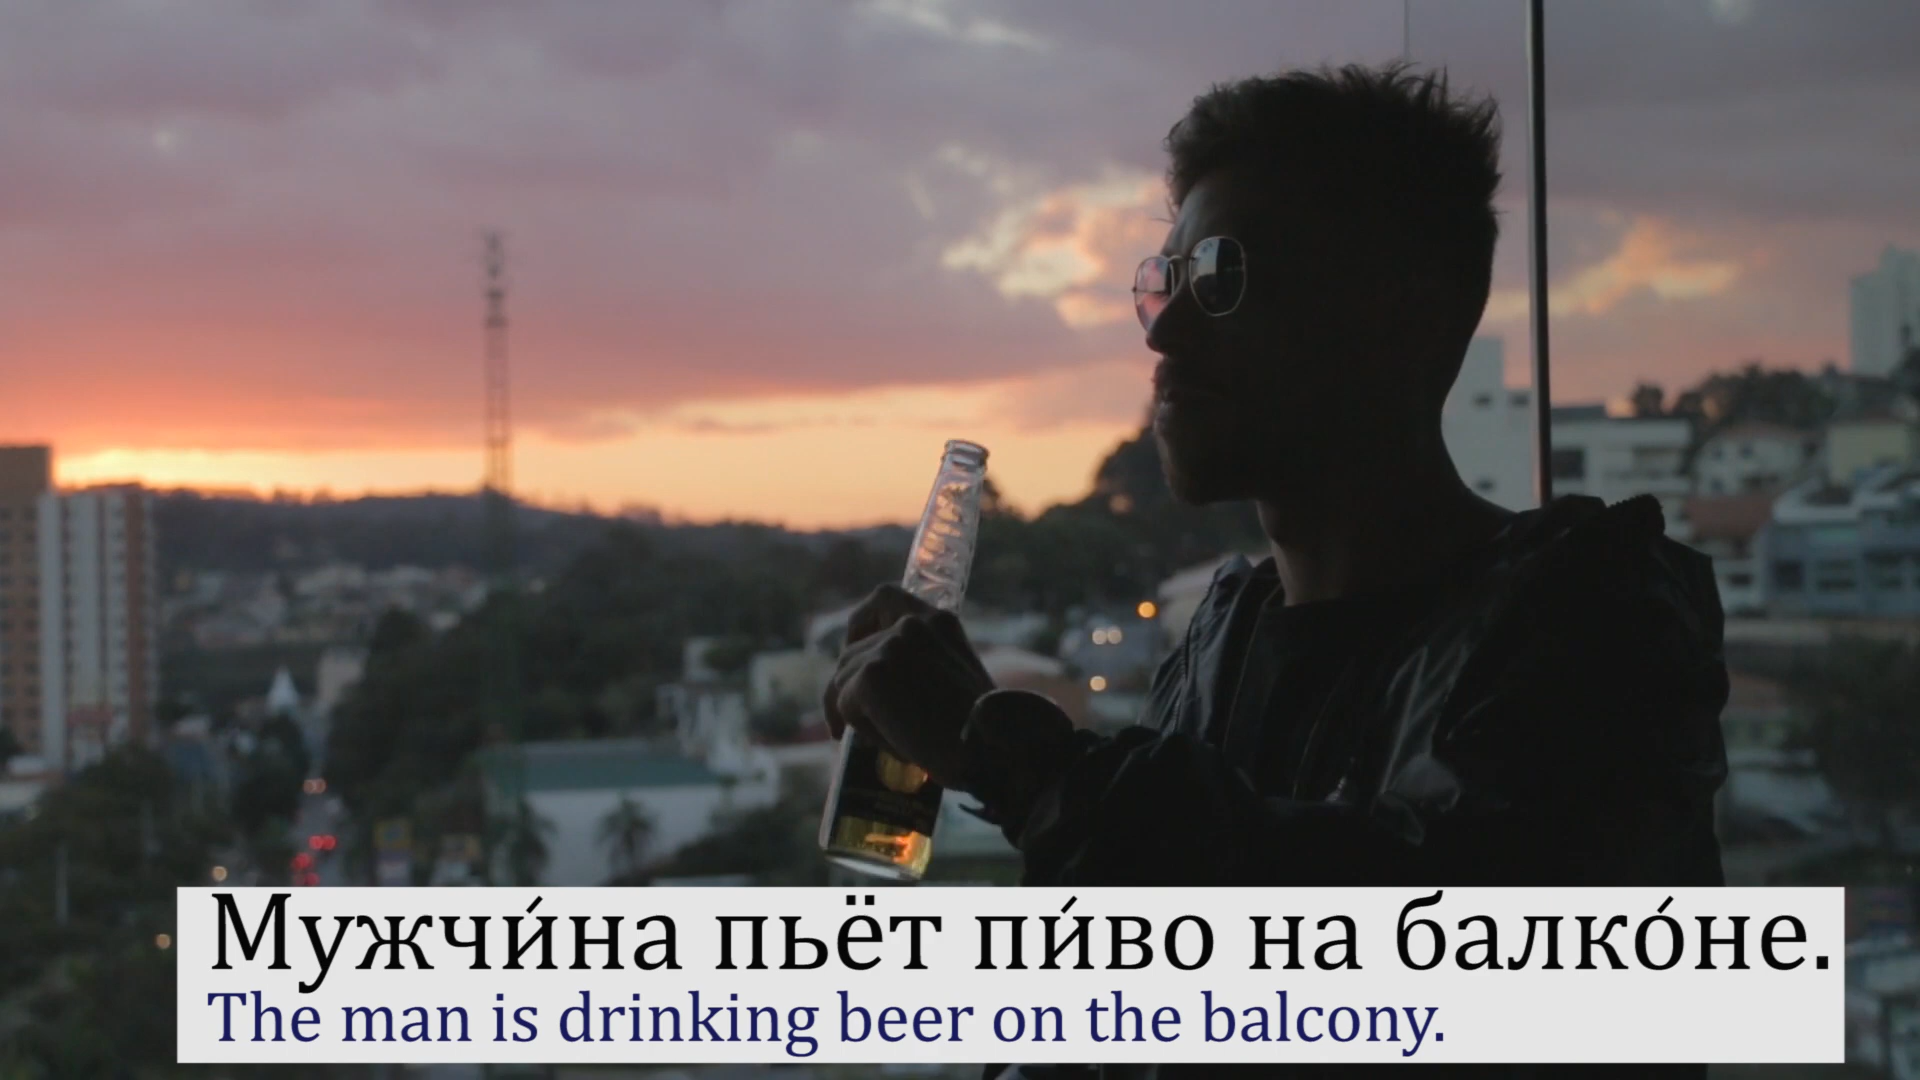 Мужчи́на пьёт пи́во на балко́не.
The man is drinking beer on the balcony.